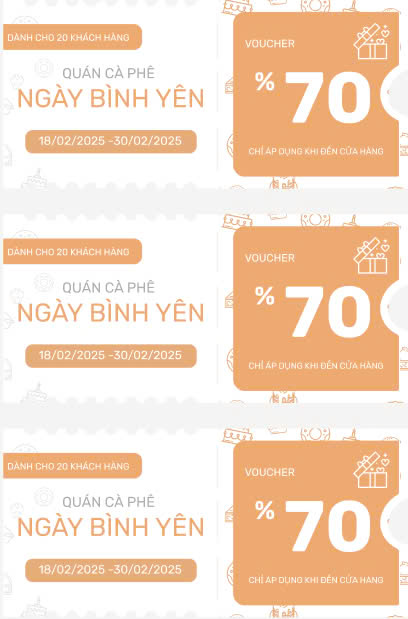 DÀNH CHO 20 KHÁCH HÀNG
QUÁN CÀ PHÊ
NGÀY BÌNH YÊN
18/02/2025 -30/02/2025
VOUCHER
% 70
CHỈ ÁP DỤNG KHI ĐẾN CỬA HÀNG
DÀNH CHO 20 KHÁCH HÀNG
QUÁN CÀ PHÊ
NGÀY BÌNH YÊN
18/02/2025 -30/02/2025
VOUCHER
% 70
CHỈ ÁP DỤNG KHI ĐẾN CỬA HÀNG
DÀNH CHO 20 KHÁCH HÀNG
QUÁN CÀ PHÊ
NGÀY BÌNH YÊN
18/02/2025 -30/02/2025
VOUCHER
% 70
CHỈ ÁP DỤNG KHI ĐẾN CỬA HÀNG